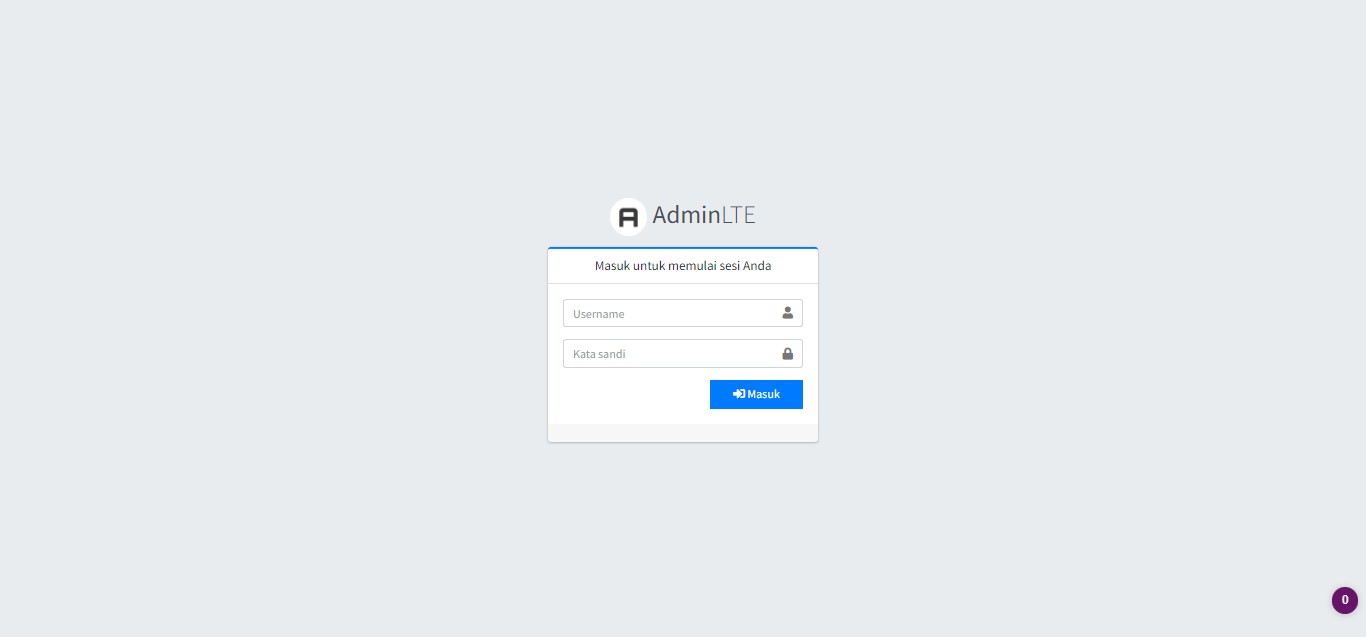 AdminLTE
Masuk untuk memulai sesi Anda
Username
Kata sandi
Masuk
0